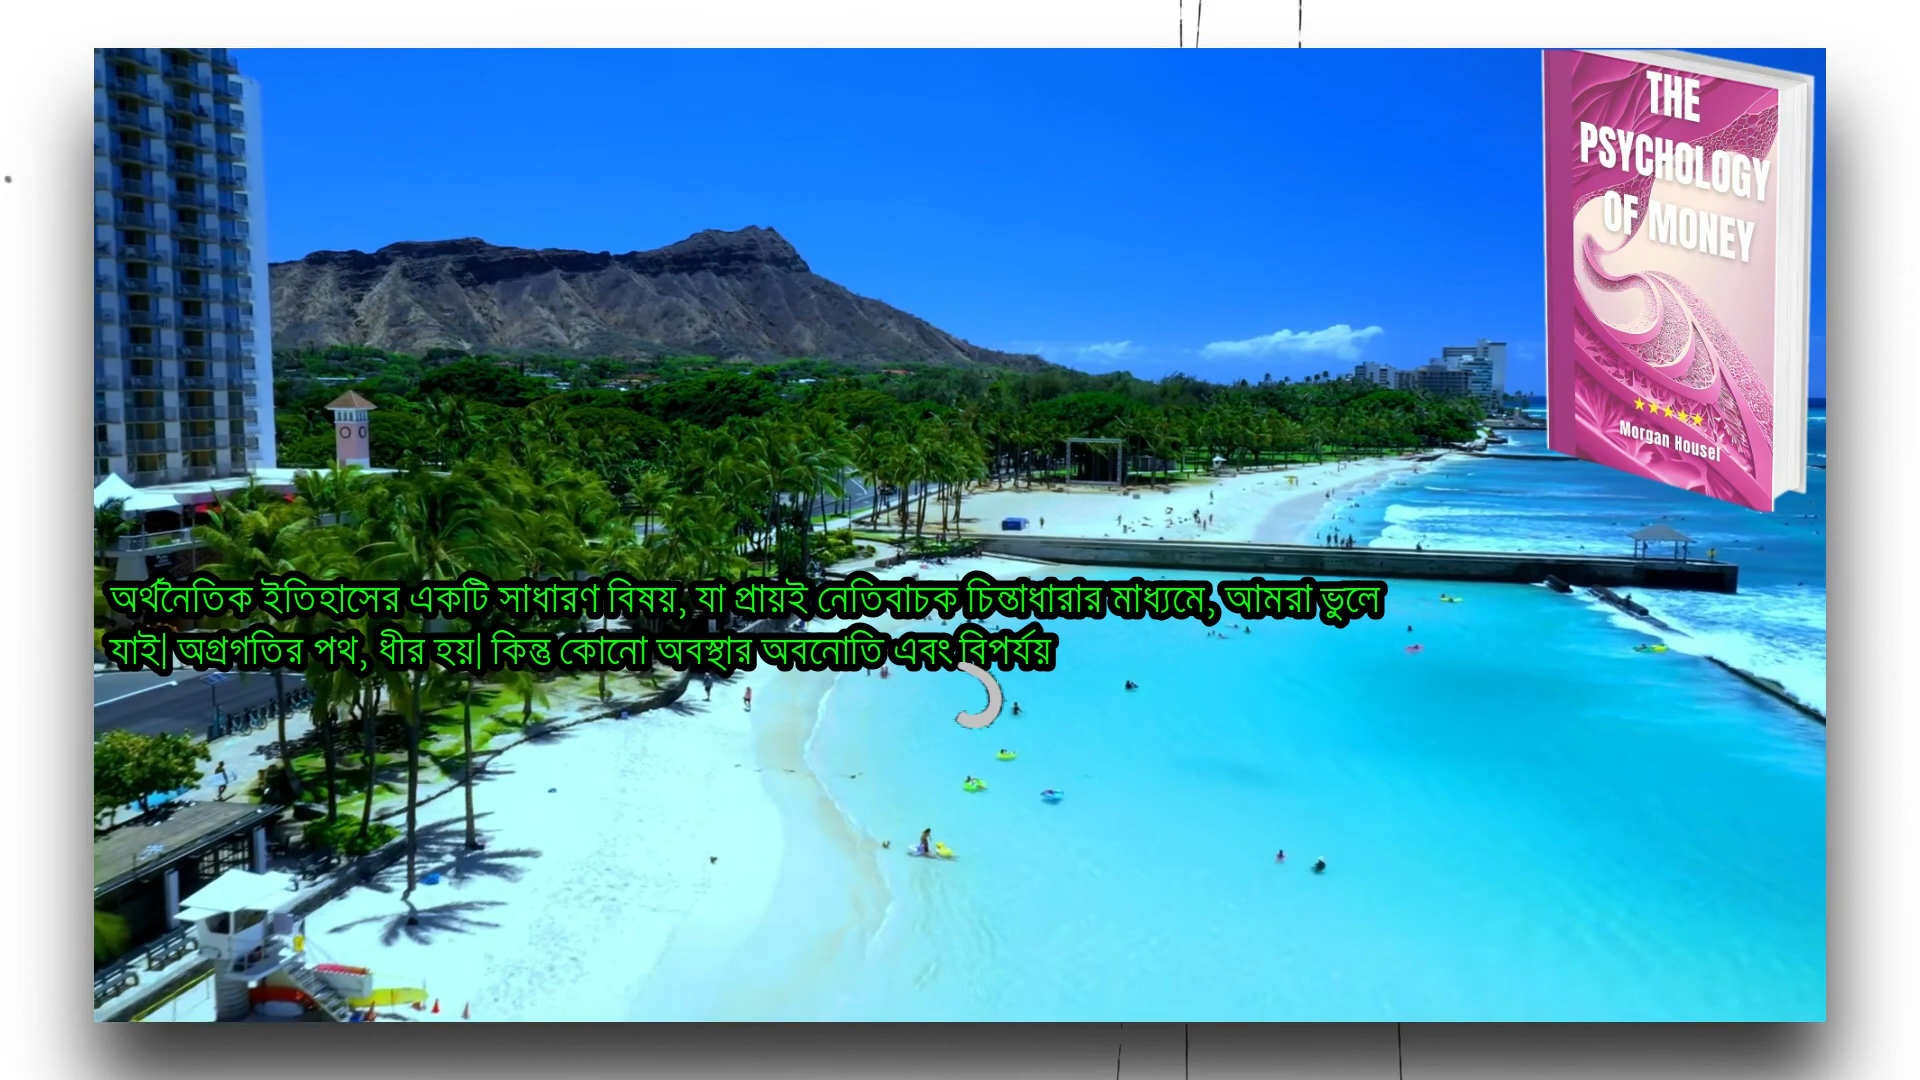 THE
PSYCHOLOGY
OF MONEY
Morgan Housel
অর্থনৈতিক ইতিহাসের একটি সাধারণ বিষয়, যা প্রায়ই নেতিবাচক চিন্তাধারার মাধ্যমে, আমরা ভুলে
যাই| অগ্রগতির পথ, ধীর হয়| কিন্তু কোনো অবস্থার অবনোতি এবং বিপর্যয়